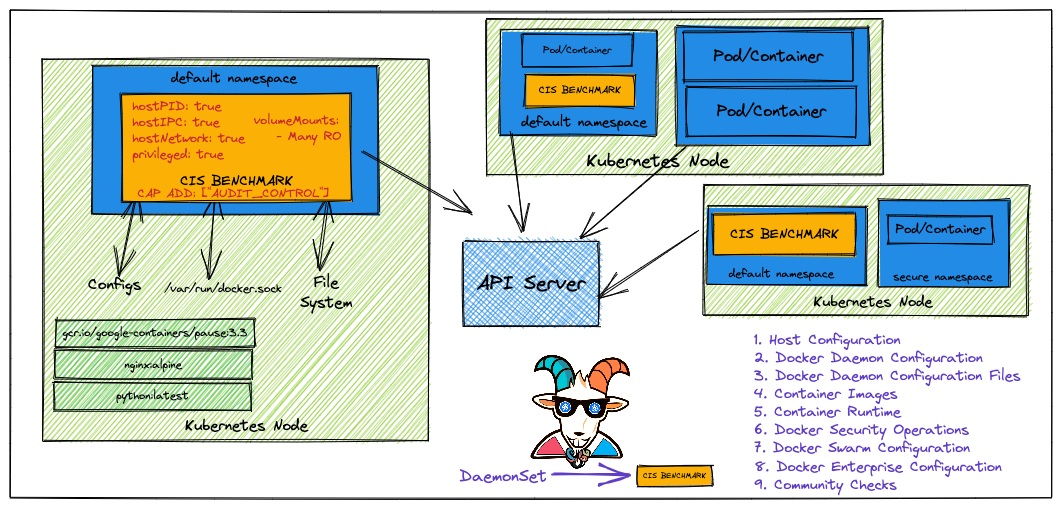 default namespace
hostPID: true
hostIPC: true
hostNetwork: true
privileged: true
volumeMounts:
- Many RO
CIS BENCHMARK
CAP ADD: ["AUDIT_CONTROL"]
Configs
/var/run/docker.sock
File
System
gcr.io/google-containers/pause:3.3
nginx:alpine
python:latest
Kubernetes Node
Pod/Container
CIS BENCHMARK
default namespace
Pod/Container
Pod/Container
Kubernetes Node
API Server
CIS BENCHMARK
default namespace
Pod/Container
secure namespace
Kubernetes Node
DaemonSet
CIS BENCHMARK
1. Host Configuration
2. Docker Daemon Configuration
3. Docker Daemon Configuration Files
4. Container Images
5. Container Runtime
6. Docker Security Operations
7. Docker Swarm Configuration
8. Docker Enterprise Configuration
9. Community Checks